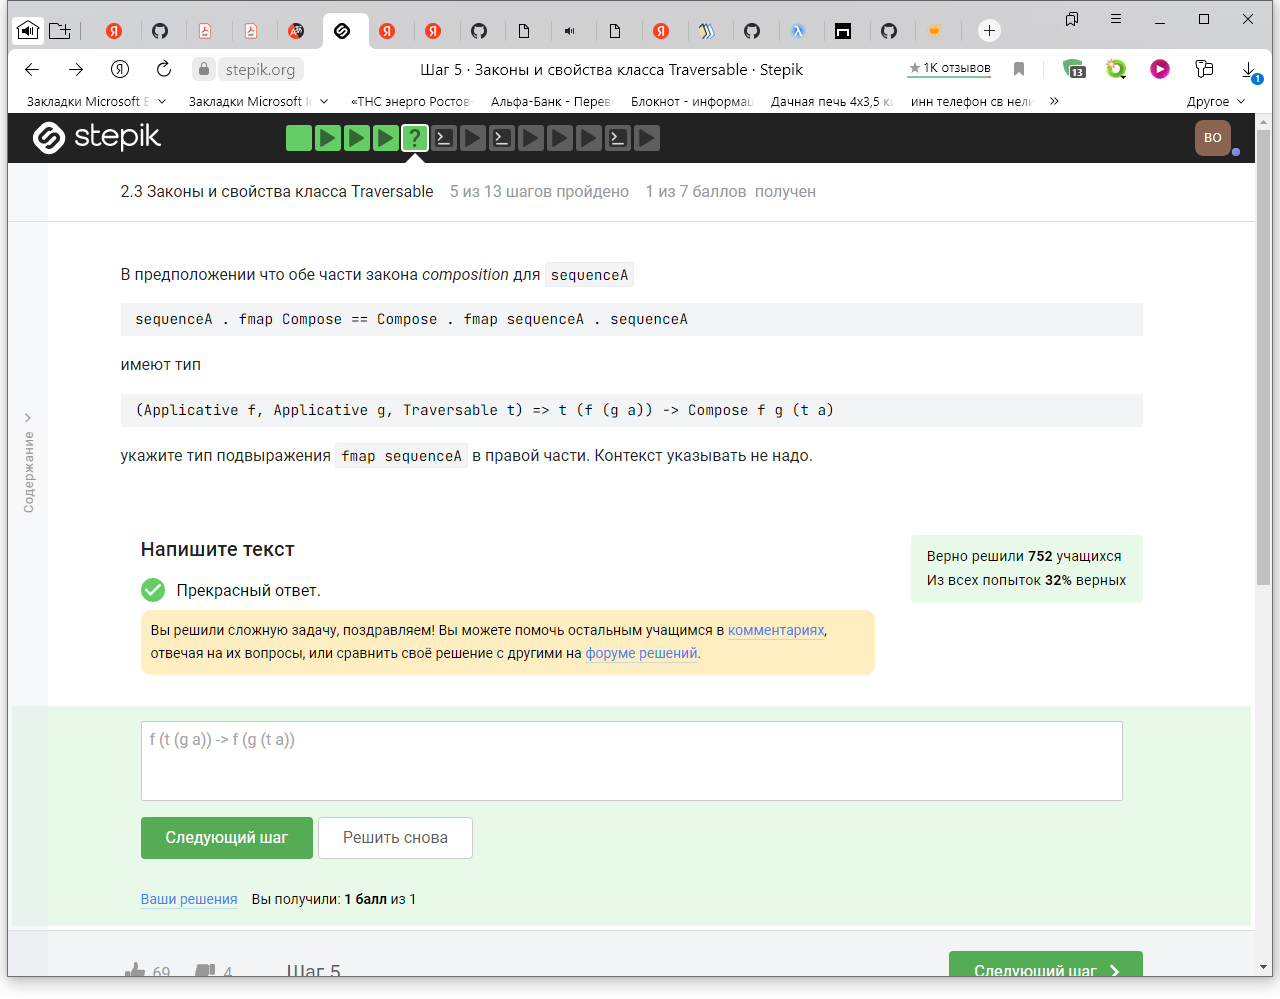 stepik.org
Шаг 5 · Законы и свойства класса Traversable · Stepik
★ 1K отзывов
13
1
Закладки Microsoft E
Закладки Microsoft I
«ТНС энерго Ростов-
Альфа-Банк - Перев
Блокнот - информац
Дачная печь 4х3,5 к
инн телефон св нели
Другое
stepik
ВО
2.3 Законы и свойства класса Traversable 5 из 13 шагов пройдено 1 из 7 баллов получен
Содержание
В предположении что обе части закона composition для sequenceA
sequenceA . fmap Compose == Compose . fmap sequenceA . sequenceA
имеют тип
(Applicative f, Applicative g, Traversable t) => t (f (g a)) -> Compose f g (t a)
укажите тип подвыражения fmap sequenceA в правой части. Контекст указывать не надо.
Напишите текст
Верно решили 752 учащихся
Из всех попыток 32% верных
Прекрасный ответ.
Вы решили сложную задачу, поздравляем! Вы можете помочь остальным учащимся в комментариях,
отвечая на их вопросы, или сравнить своё решение с другими на форуме решений.
f (t (g a)) -> f (g (t a))
Следующий шаг
Решить снова
Ваши решения Вы получили: 1 балл из 1
69 4 Шаг 5
Следующий шаг